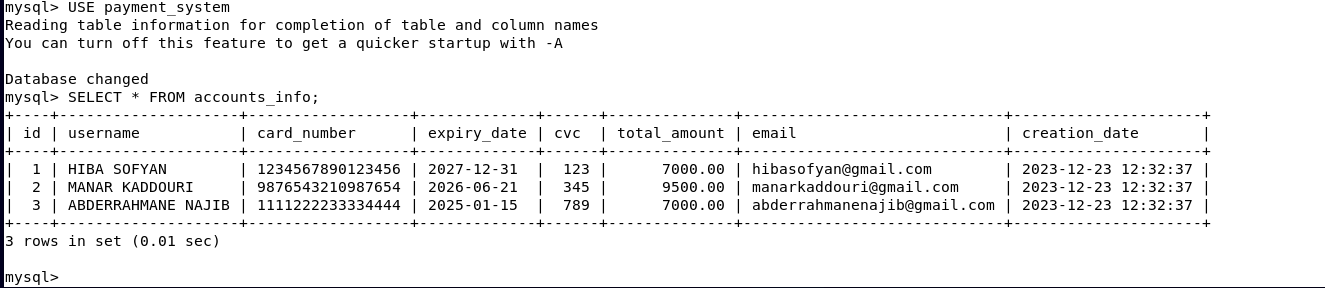 mysql> USE payment_system
Reading table information for completion of table and column names
You can turn off this feature to get a quicker startup with -A

Database changed
mysql> SELECT * FROM accounts_info;
+----+--------------------+------------------+-------------+------+--------------+-----------------------------+---------------------+
| id | username           | card_number      | expiry_date | cvc  | total_amount | email                       | creation_date       |
+----+--------------------+------------------+-------------+------+--------------+-----------------------------+---------------------+
|  1 | HIBA SOFYAN        | 1234567890123456 | 2027-12-31  |  123 |      7000.00 | hibasofyan@gmail.com        | 2023-12-23 12:32:37 |
|  2 | MANAR KADDOURI     | 9876543210987654 | 2026-06-21  |  345 |      9500.00 | manarkaddouri@gmail.com     | 2023-12-23 12:32:37 |
|  3 | ABDERRAHMANE NAJIB | 1111222233334444 | 2025-01-15  |  789 |      7000.00 | abderrahmanenajib@gmail.com | 2023-12-23 12:32:37 |
+----+--------------------+------------------+-------------+------+--------------+-----------------------------+---------------------+
3 rows in set (0.01 sec)

mysql>